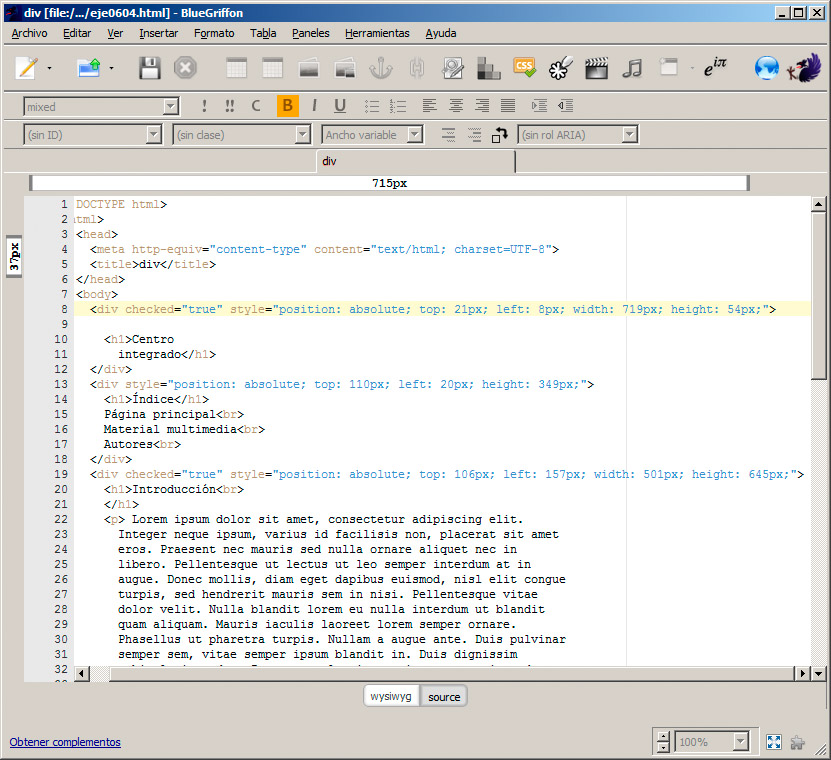 div [file:/.../eje0604.html] - BlueGriffon
Archivo Editar Ver Insertar Formato Tabla Paneles Herramientas Ayuda
CSS eiπ
mixed ! !! C B I U
(sin ID) (sin clase) Ancho variable (sin rol ARIA)
div
715px
37px
1 DOCTYPE html>
2 tml>
3 <head>
4 <meta http-equiv="content-type" content="text/html; charset=UTF-8">
5 <title>div</title>
6 </head>
7 <body>
8 <div checked="true" style="position: absolute; top: 21px; left: 8px; width: 719px; height: 54px;">
9
10 <h1>Centro
11 integrado</h1>
12 </div>
13 <div style="position: absolute; top: 110px; left: 20px; height: 349px;">
14 <h1>Índice</h1>
15 Página principal<br>
16 Material multimedia<br>
17 Autores<br>
18 </div>
19 <div checked="true" style="position: absolute; top: 106px; left: 157px; width: 501px; height: 645px;">
20 <h1>Introducción<br>
21 </h1>
22 <p> Lorem ipsum dolor sit amet, consectetur adipiscing elit.
23 Integer neque ipsum, varius id facilisis non, placerat sit amet
24 eros. Praesent nec mauris sed nulla ornare aliquet nec in
25 libero. Pellentesque ut lectus ut leo semper interdum at in
26 augue. Donec mollis, diam eget dapibus euismod, nisl elit congue
27 turpis, sed hendrerit mauris sem in nisi. Pellentesque vitae
28 dolor velit. Nulla blandit lorem eu nulla interdum ut blandit
29 quam aliquam. Mauris iaculis laoreet lorem semper ornare.
30 Phasellus ut pharetra turpis. Nullam a augue ante. Duis pulvinar
31 semper sem, vitae semper ipsum blandit in. Duis dignissim
32
wysiwyg source
Obtener complementos 100%